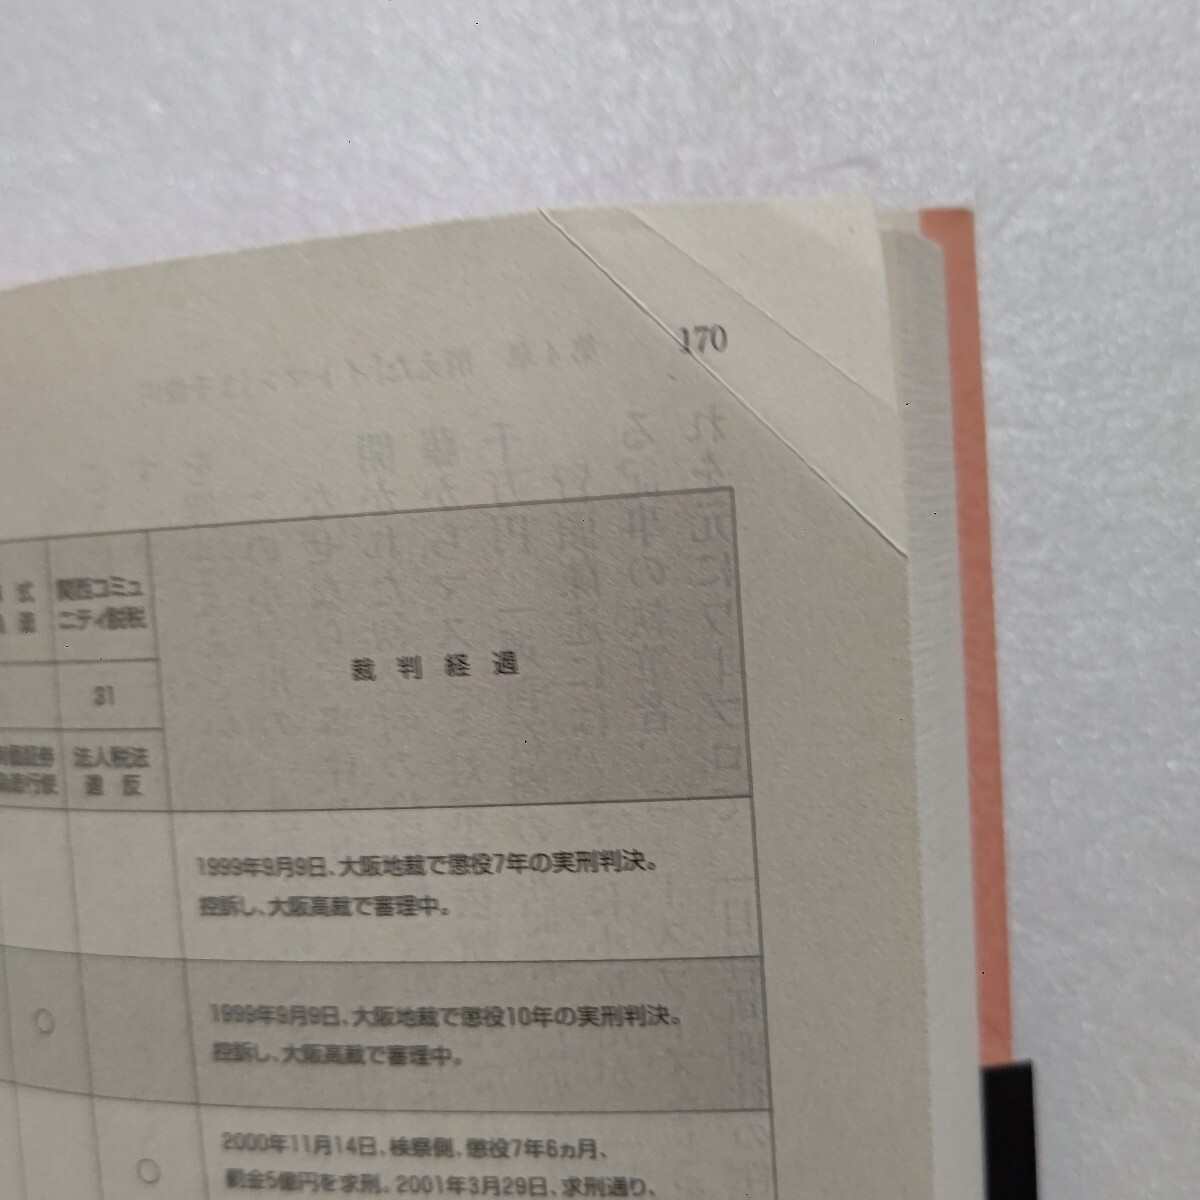 170
関西コミュ
ニティ脱税
裁判経過
31
法人税法
違反
1999年9月9日、大阪地裁で懲役7年の実刑判決。
控訴し、大阪高裁で審理中。
○
1999年9月9日、大阪地裁で懲役10年の実刑判決。
控訴し、大阪高裁で審理中。
○
2000年11月14日、検察側、懲役7年6ヵ月、
罰金5億円を求刑。2001年3月29日、求刑通り、